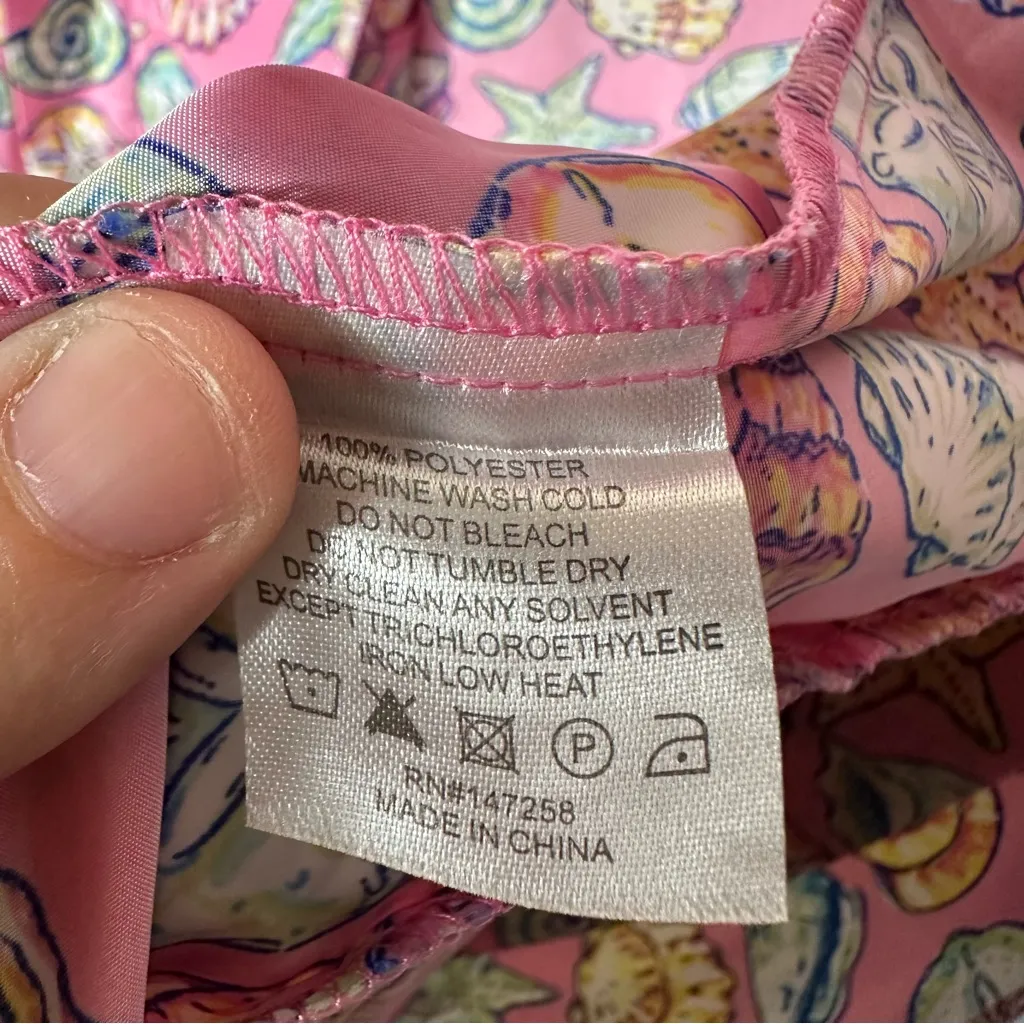 100% POLYESTER
MACHINE WASH COLD
DO NOT BLEACH
DO NOT TUMBLE DRY
DRY CLEAN ANY SOLVENT
EXCEPT TRICHLOROETHYLENE
IRON LOW HEAT
P
RN#147258
MADE IN CHINA